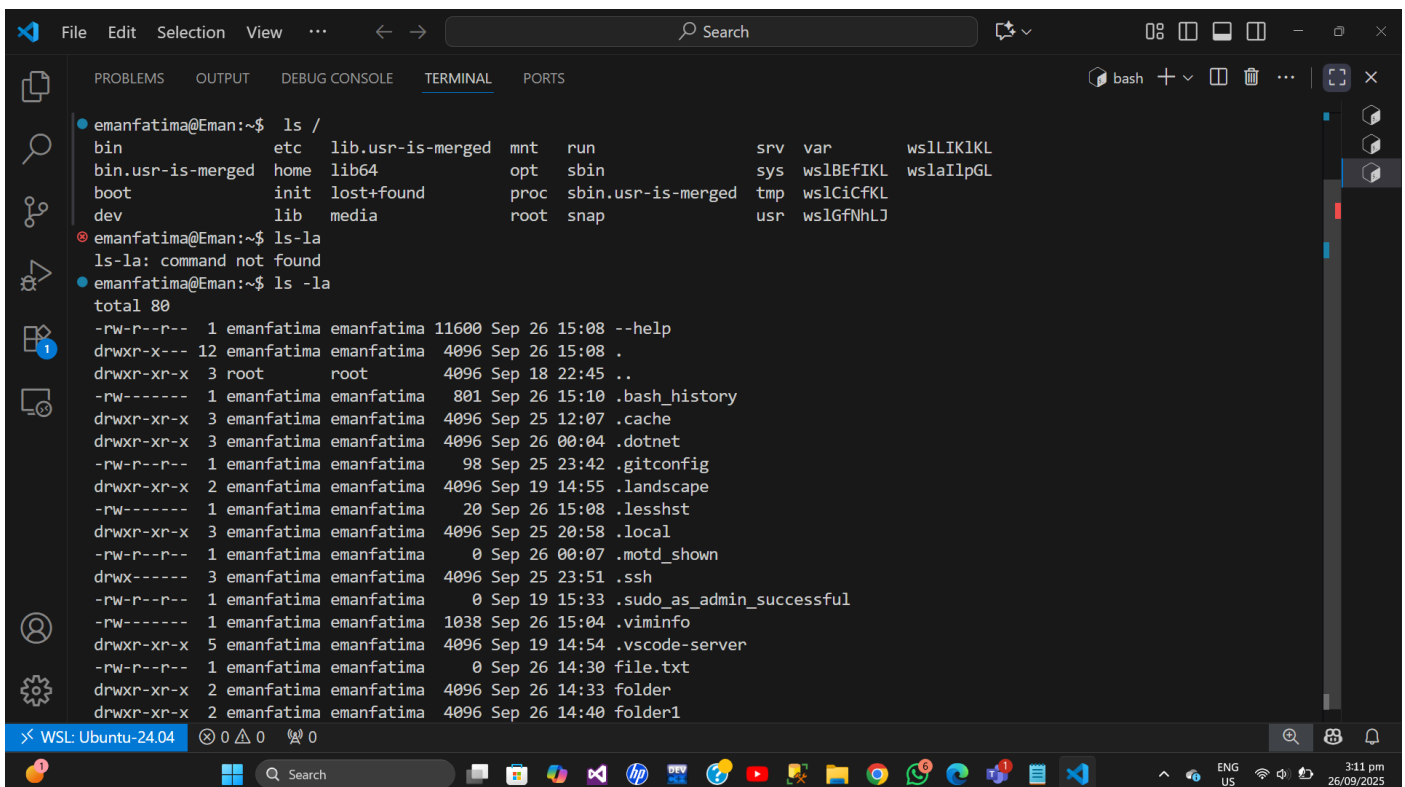 File Edit Selection View ··· Search
PROBLEMS OUTPUT DEBUG CONSOLE TERMINAL PORTS bash
emanfatima@Eman:~$  ls /
bin                etc   lib.usr-is-merged  mnt   run                 srv  var        wslLIKlKL
bin.usr-is-merged  home  lib64              opt   sbin                sys  wslBEfIKL  wslaIlpGL
boot               init  lost+found         proc  sbin.usr-is-merged  tmp  wslCiCfKL
dev                lib   media              root  snap                usr  wslGfNhLJ
emanfatima@Eman:~$ ls-la
ls-la: command not found
emanfatima@Eman:~$ ls -la
total 80
-rw-r--r--  1 emanfatima emanfatima 11600 Sep 26 15:08 --help
drwxr-x--- 12 emanfatima emanfatima  4096 Sep 26 15:08 .
drwxr-xr-x  3 root       root        4096 Sep 18 22:45 ..
-rw-------  1 emanfatima emanfatima   801 Sep 26 15:10 .bash_history
drwxr-xr-x  3 emanfatima emanfatima  4096 Sep 25 12:07 .cache
drwxr-xr-x  3 emanfatima emanfatima  4096 Sep 26 00:04 .dotnet
-rw-r--r--  1 emanfatima emanfatima    98 Sep 25 23:42 .gitconfig
drwxr-xr-x  2 emanfatima emanfatima  4096 Sep 19 14:55 .landscape
-rw-------  1 emanfatima emanfatima    20 Sep 26 15:08 .lesshst
drwxr-xr-x  3 emanfatima emanfatima  4096 Sep 25 20:58 .local
-rw-r--r--  1 emanfatima emanfatima     0 Sep 26 00:07 .motd_shown
drwx------  3 emanfatima emanfatima  4096 Sep 25 23:51 .ssh
-rw-r--r--  1 emanfatima emanfatima     0 Sep 19 15:33 .sudo_as_admin_successful
-rw-------  1 emanfatima emanfatima  1038 Sep 26 15:04 .viminfo
drwxr-xr-x  5 emanfatima emanfatima  4096 Sep 19 14:54 .vscode-server
-rw-r--r--  1 emanfatima emanfatima     0 Sep 26 14:30 file.txt
drwxr-xr-x  2 emanfatima emanfatima  4096 Sep 26 14:33 folder
drwxr-xr-x  2 emanfatima emanfatima  4096 Sep 26 14:40 folder1
1
WSL: Ubuntu-24.04 0 0 0
1 Search hp DEV 6 1 ENG 3:11 pm
US 26/09/2025